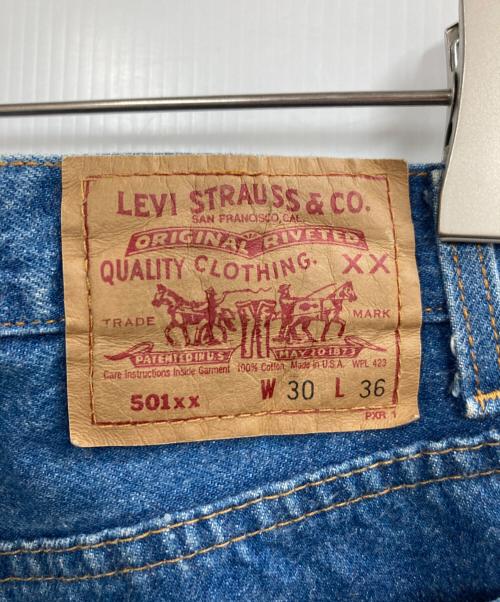 LEVI STRAUSS & CO.
SAN FRANCISCO, CAL.
ORIGINAL RIVETED
QUALITY CLOTHING. XX
TRADE MARK
PATENTED IN U.S. MAY 20 1873
Care Instructions Inside Garment 100% Cotton Made in U.S.A. WPL 423
501xx W 30 L 36
PXR 1